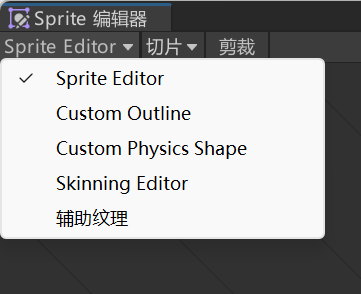 Sprite 编辑器
Sprite Editor 切片 剪裁
Sprite Editor
Custom Outline
Custom Physics Shape
Skinning Editor
辅助纹理